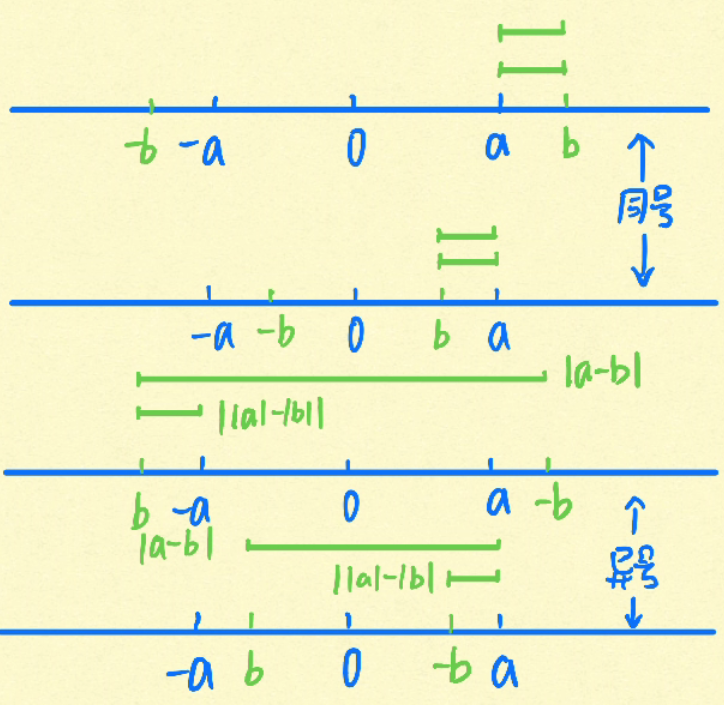 -b -a 0 a b
同号
-a -b 0 b a
|a-b|
||a|-|b||
b -a 0 a -b
|a-b|
异号
||a|-|b|
-a b 0 -b a